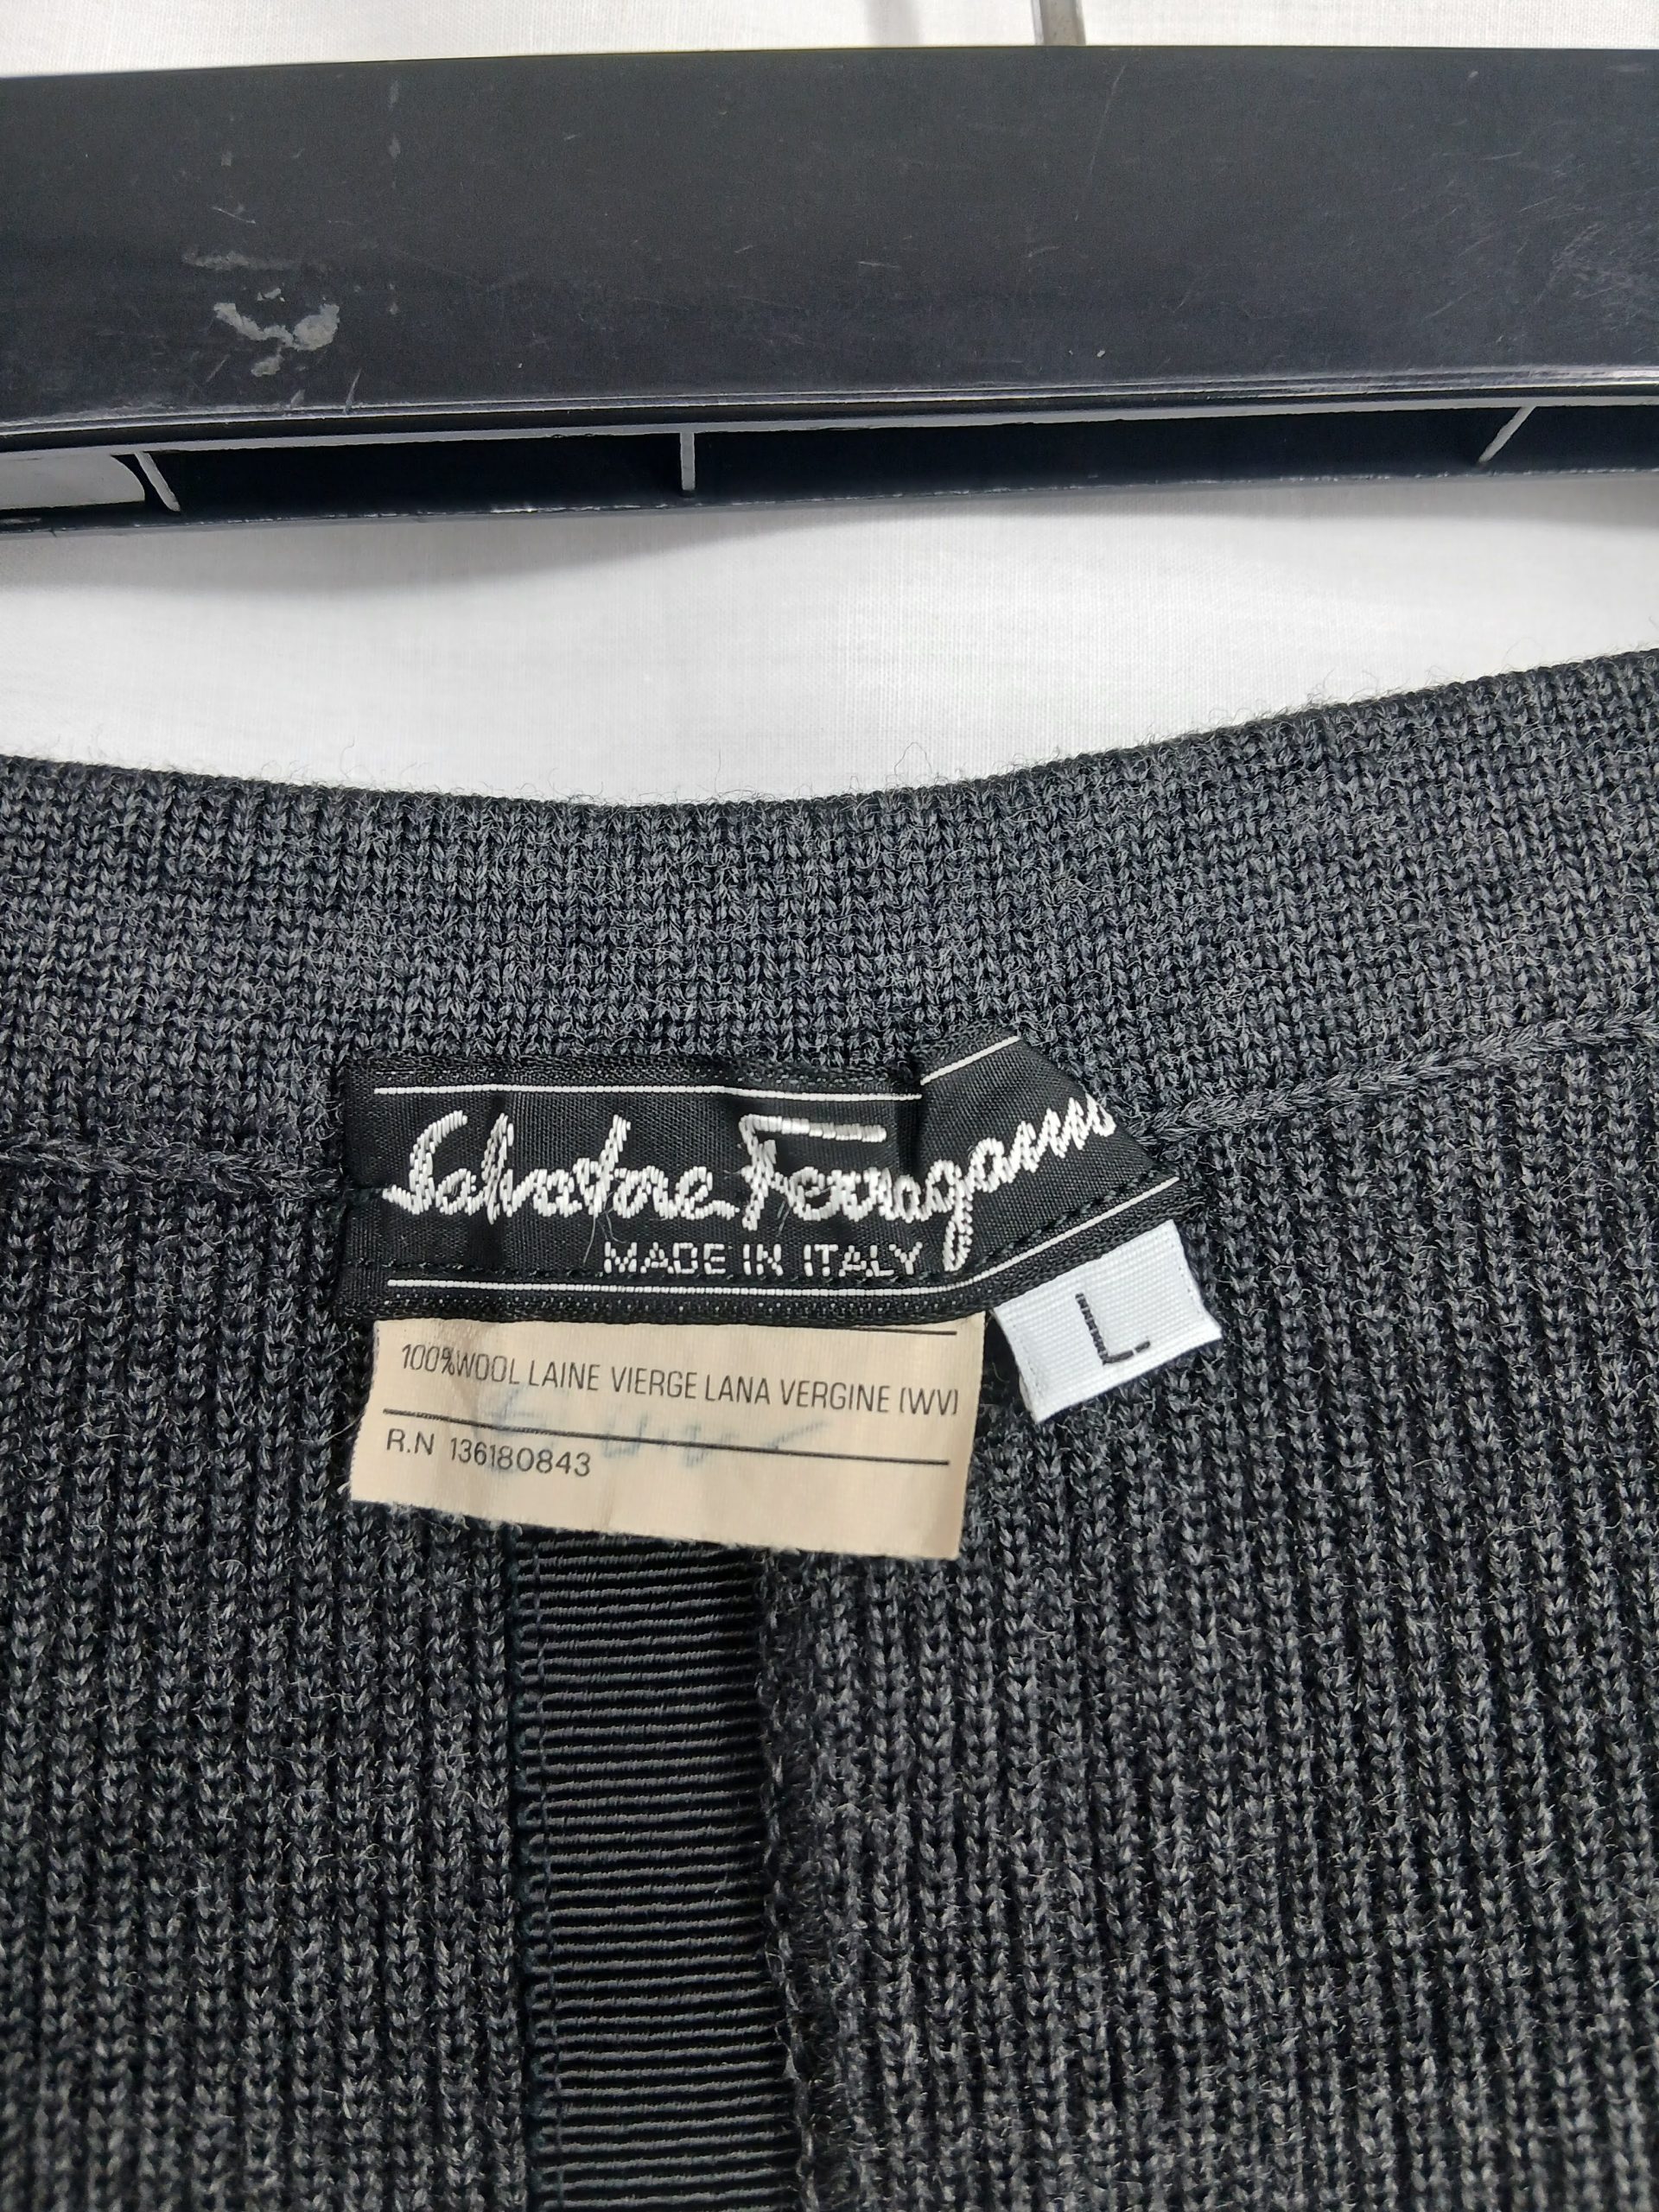 Salvatore Ferragamo
MADE IN ITALY
L
100%WOOL LAINE VIERGE LANA VERGINE (WV)
R.N 136180843